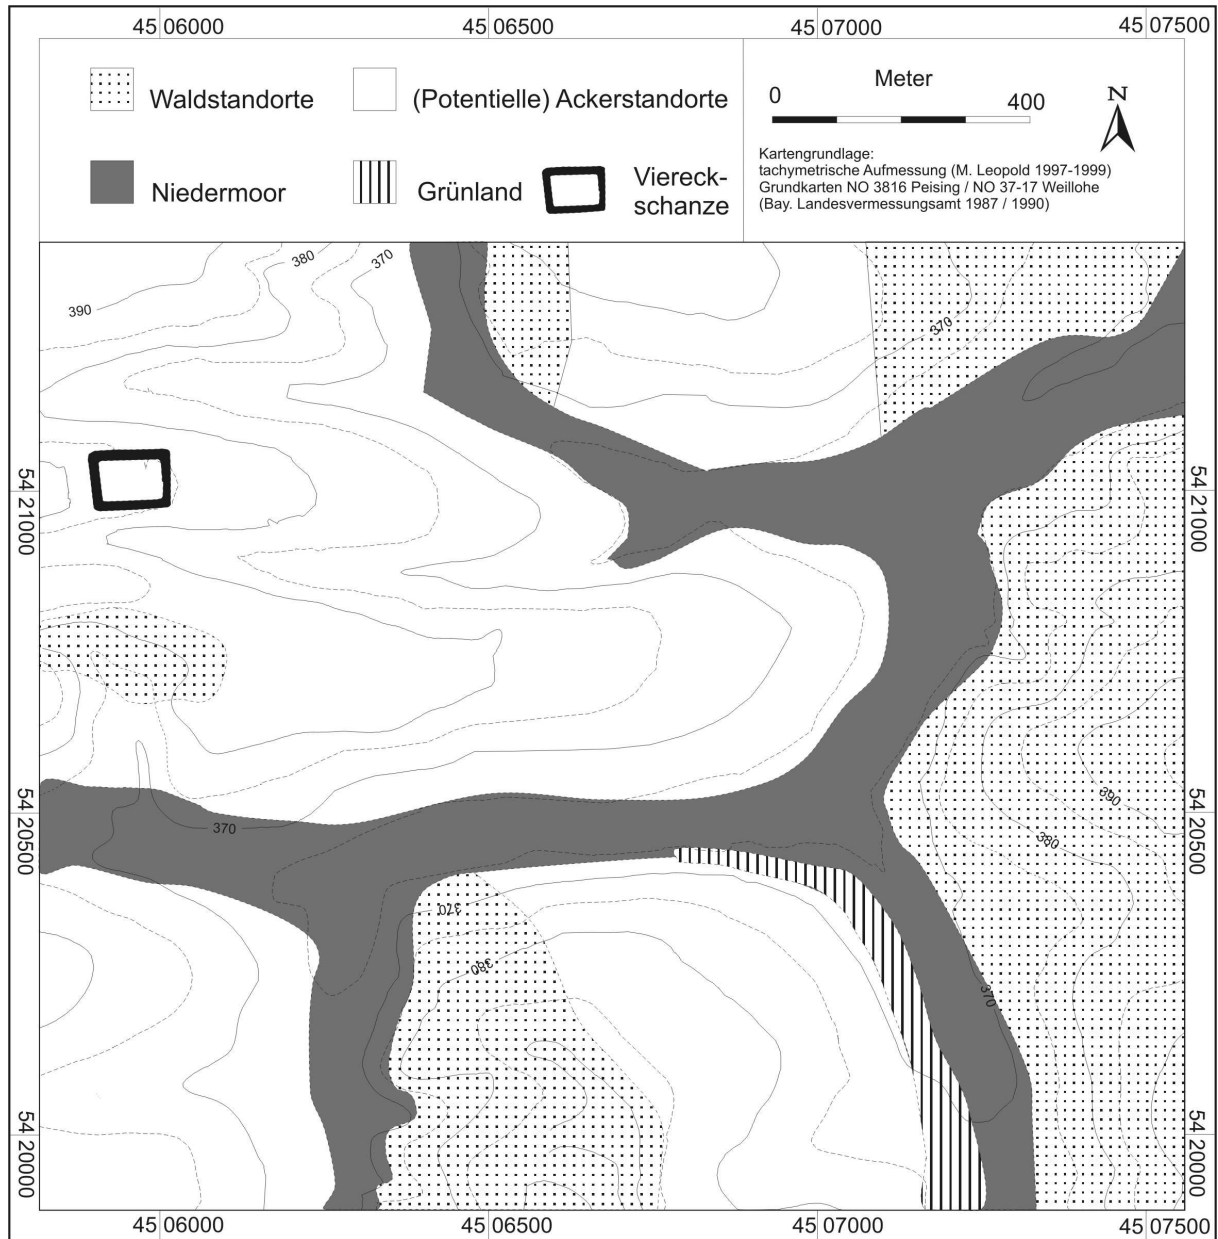 45 06000
45 06500
45 07000
45 07500
Waldstandorte
(Potentielle) Ackerstandorte
Niedermoor
Grünland
Viereck-
schanze
Meter
0
400
N
Kartengrundlage:
tachymetrische Aufmessung (M. Leopold 1997-1999)
Grundkarten NO 3816 Peising / NO 37-17 Weillohe
(Bay. Landesvermessungsamt 1987 / 1990)
380
370
390
370
54 21000
54 21000
54 20500
54 20500
370
390
380
370
380
370
54 20000
54 20000
45 06000
45 06500
45 07000
45 07500